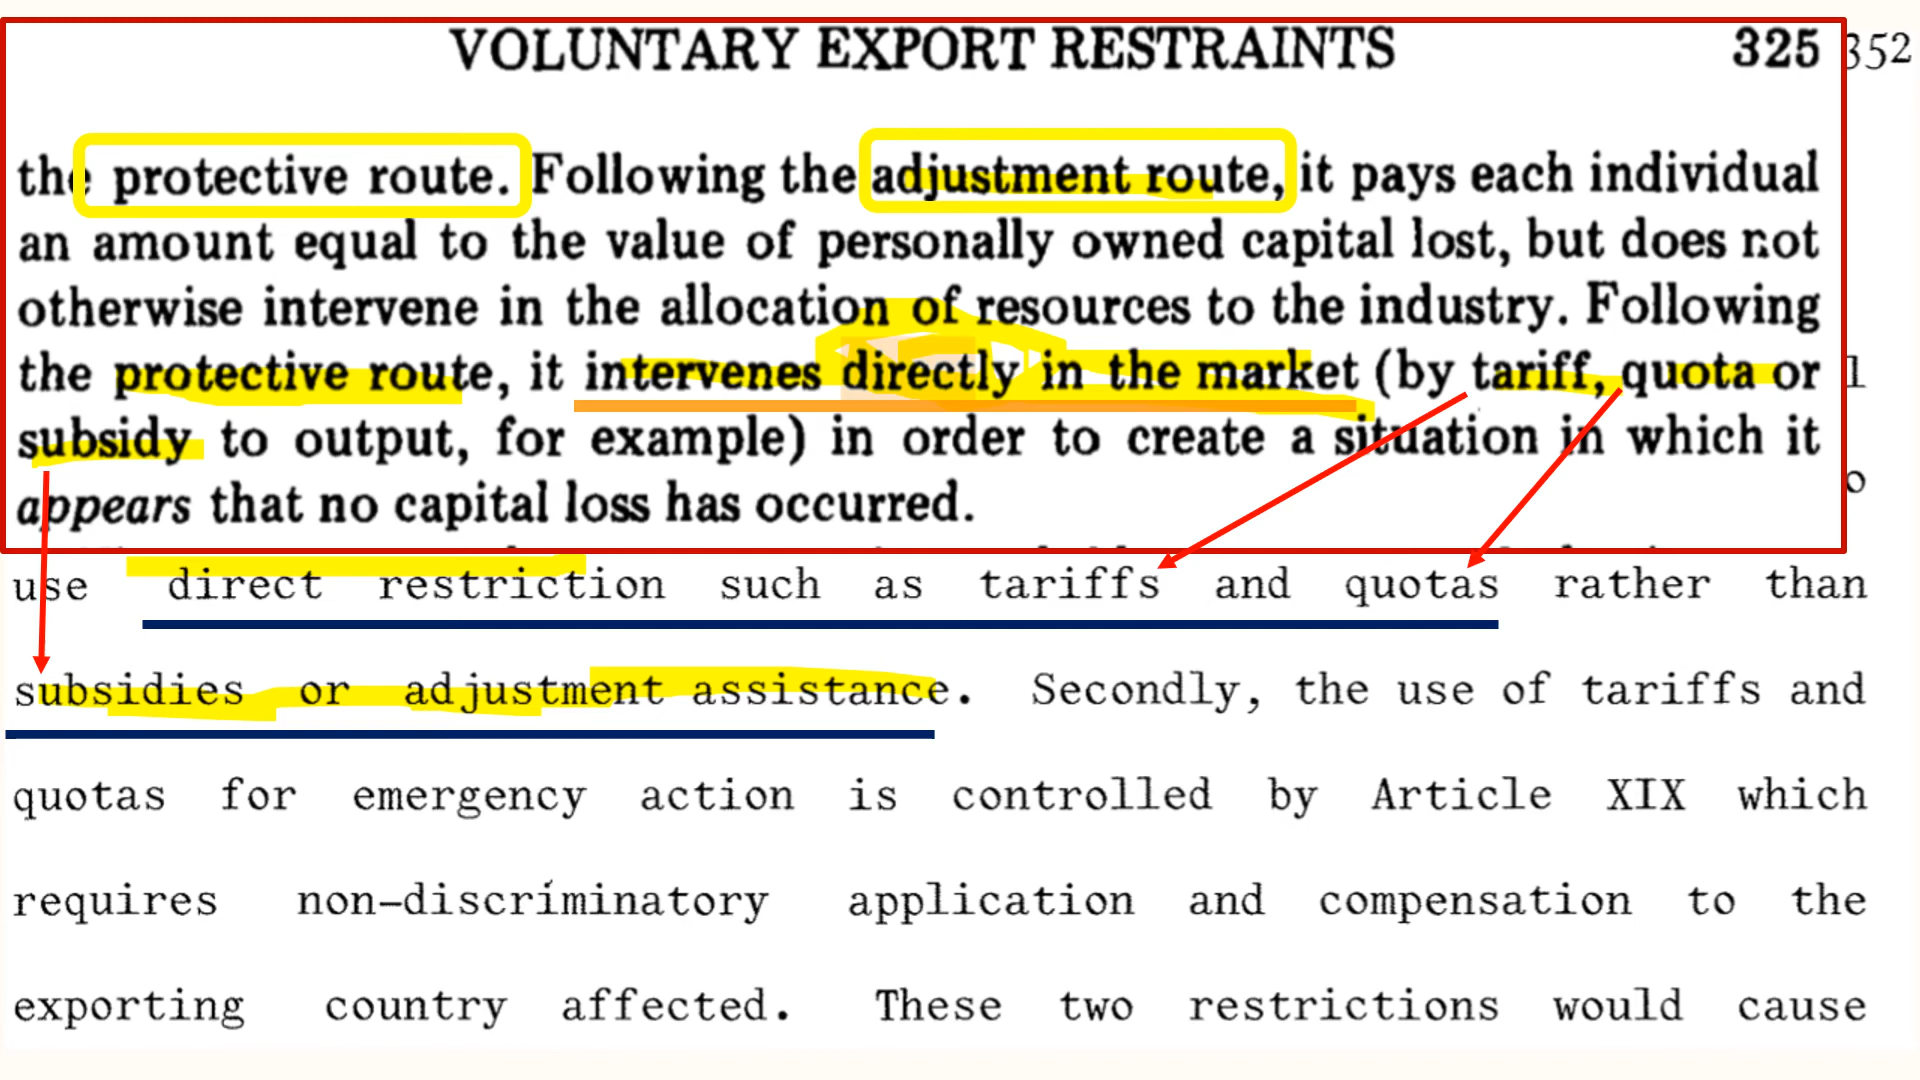 VOLUNTARY EXPORT RESTRAINTS 325 352
the protective route. Following the adjustment route, it pays each individual
an amount equal to the value of personally owned capital lost, but does not
otherwise intervene in the allocation of resources to the industry. Following
the protective route, it intervenes directly in the market (by tariff, quota or
subsidy to output, for example) in order to create a situation in which it
appears that no capital loss has occurred.
use direct restriction such as tariffs and quotas rather than
subsidies or adjustment assistance. Secondly, the use of tariffs and
quotas for emergency action is controlled by Article XIX which
requires non-discriminatory application and compensation to the
exporting country affected. These two restrictions would cause